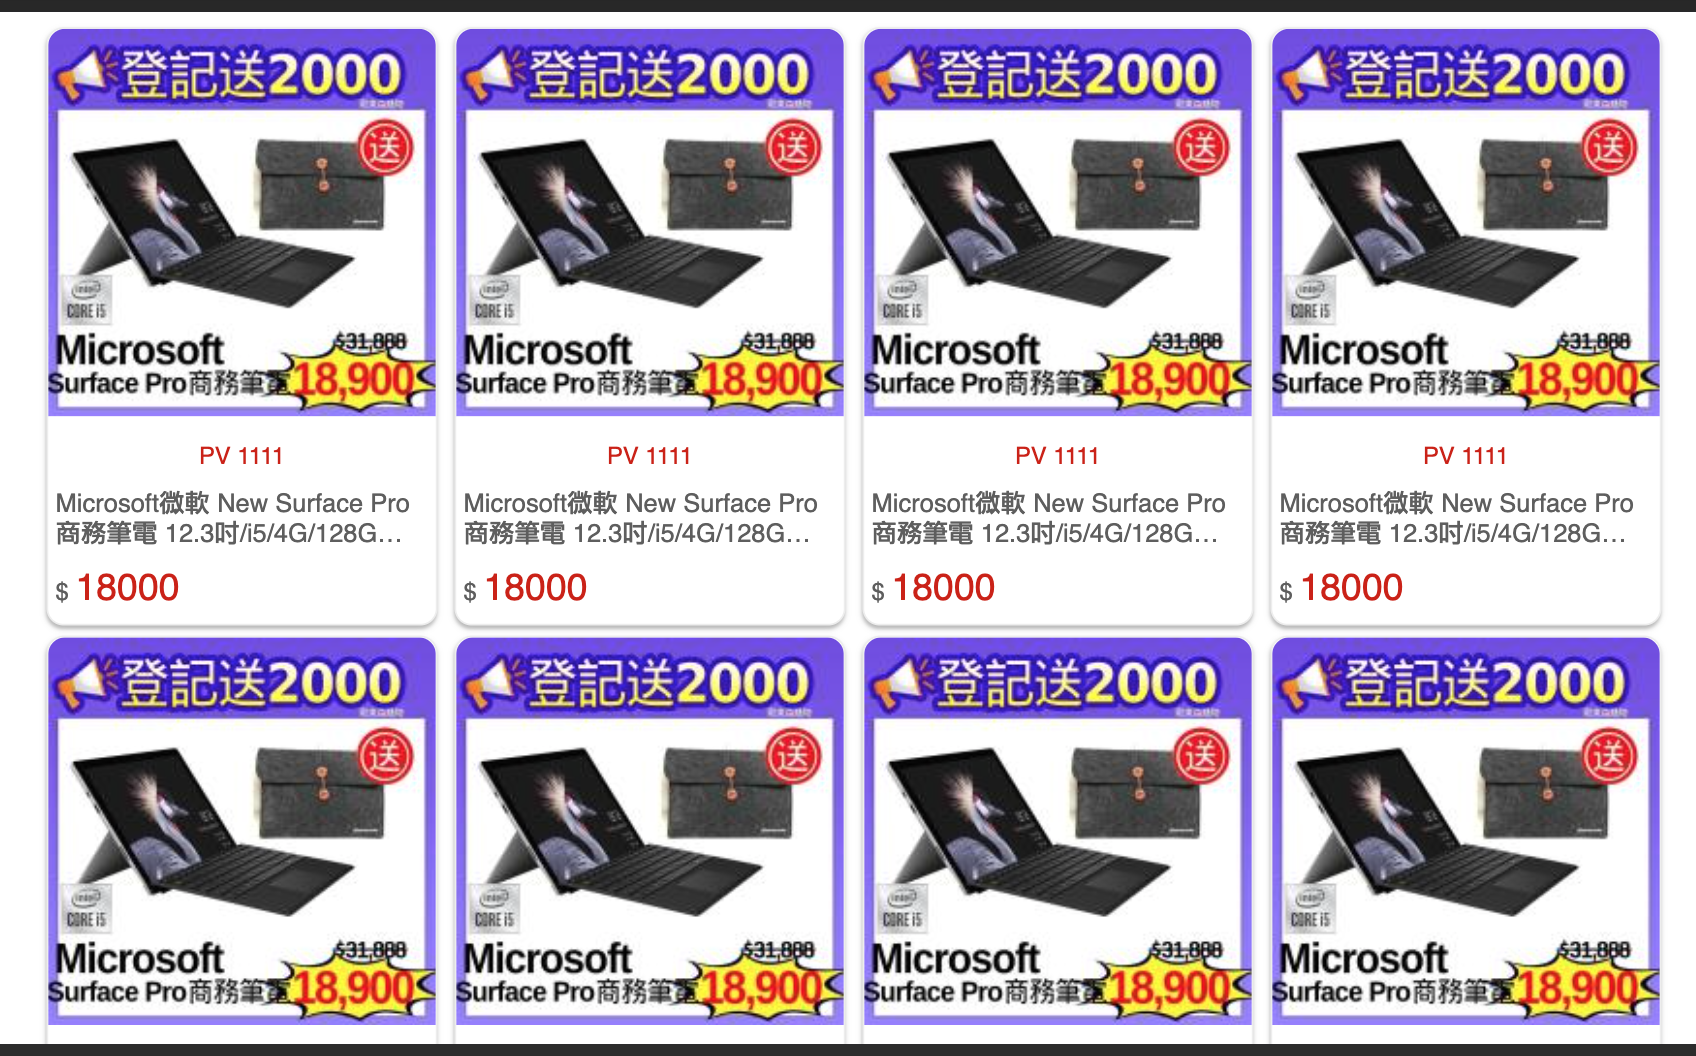 登記送2000
送
intel
CORE i5
$31,888
Microsoft
Surface Pro商務筆電
18,900
PV 1111
Microsoft微軟 New Surface Pro
商務筆電 12.3吋/i5/4G/128G...
$ 18000
登記送2000
送
intel
CORE i5
$31,888
Microsoft
Surface Pro商務筆電
18,900
PV 1111
Microsoft微軟 New Surface Pro
商務筆電 12.3吋/i5/4G/128G...
$ 18000
登記送2000
送
intel
CORE i5
$31,888
Microsoft
Surface Pro商務筆電
18,900
PV 1111
Microsoft微軟 New Surface Pro
商務筆電 12.3吋/i5/4G/128G...
$ 18000
登記送2000
送
intel
CORE i5
$31,888
Microsoft
Surface Pro商務筆電
18,900
PV 1111
Microsoft微軟 New Surface Pro
商務筆電 12.3吋/i5/4G/128G...
$ 18000
登記送2000
送
intel
CORE i5
$31,888
Microsoft
Surface Pro商務筆電
18,900
登記送2000
送
intel
CORE i5
$31,888
Microsoft
Surface Pro商務筆電
18,900
登記送2000
送
intel
CORE i5
$31,888
Microsoft
Surface Pro商務筆電
18,900
登記送2000
送
intel
CORE i5
$31,888
Microsoft
Surface Pro商務筆電
18,900